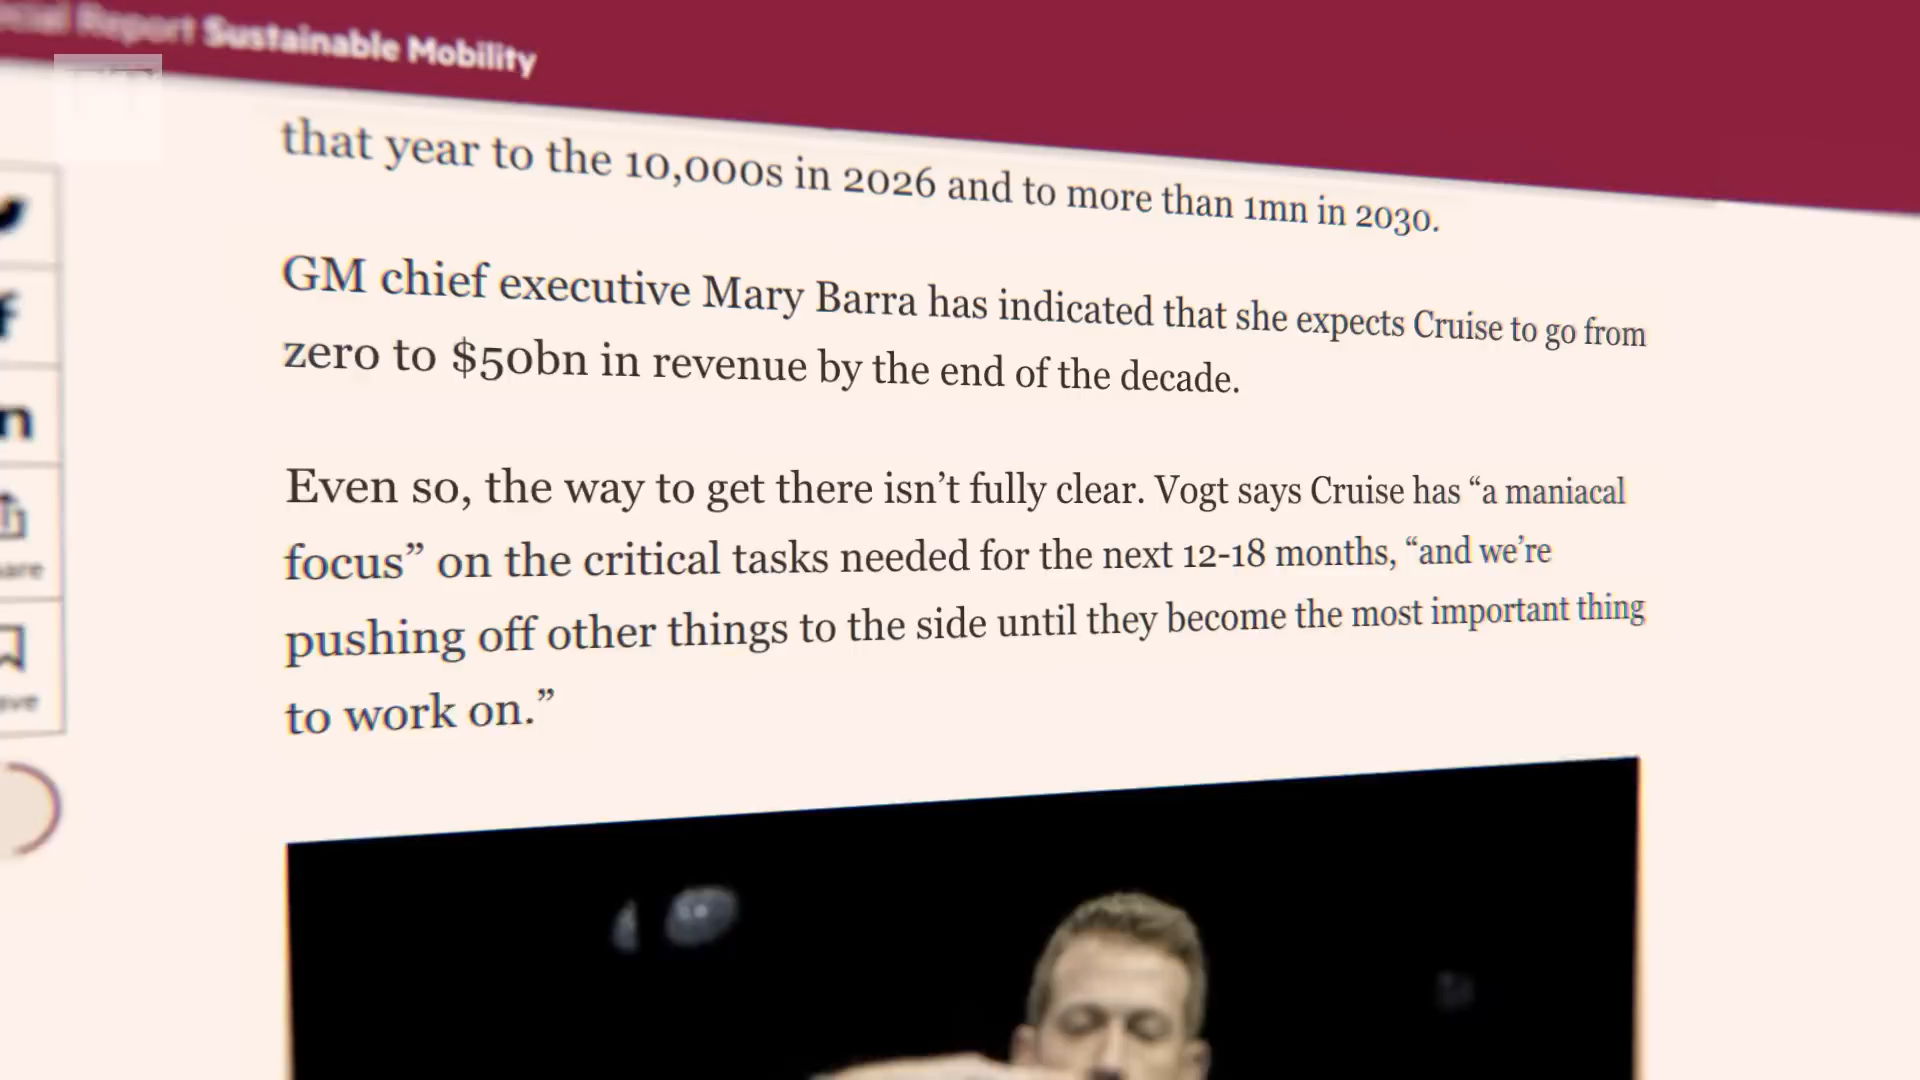 Special Report Sustainable Mobility
that year to the 10,000s in 2026 and to more than 1mn in 2030.
GM chief executive Mary Barra has indicated that she expects Cruise to go from
zero to $50bn in revenue by the end of the decade.
Even so, the way to get there isn’t fully clear. Vogt says Cruise has “a maniacal
focus” on the critical tasks needed for the next 12-18 months, “and we’re
pushing off other things to the side until they become the most important thing
to work on.”